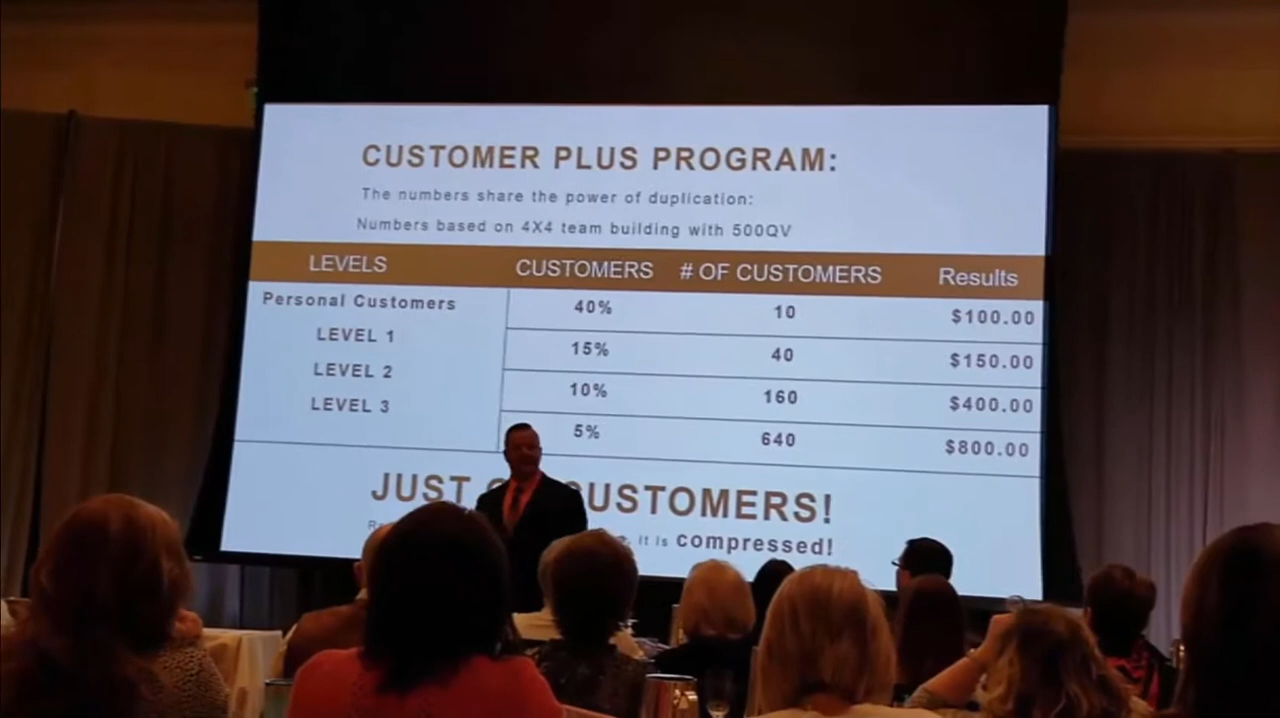 CUSTOMER PLUS PROGRAM:
The numbers share the power of duplication:
Numbers based on 4X4 team building with 500QV
LEVELS CUSTOMERS # OF CUSTOMERS Results
Personal Customers 40% 10 $100.00
LEVEL 1 15% 40 $150.00
LEVEL 2 10% 160 $400.00
LEVEL 3 5% 640 $800.00
JUST CUSTOMERS!
it is compressed!